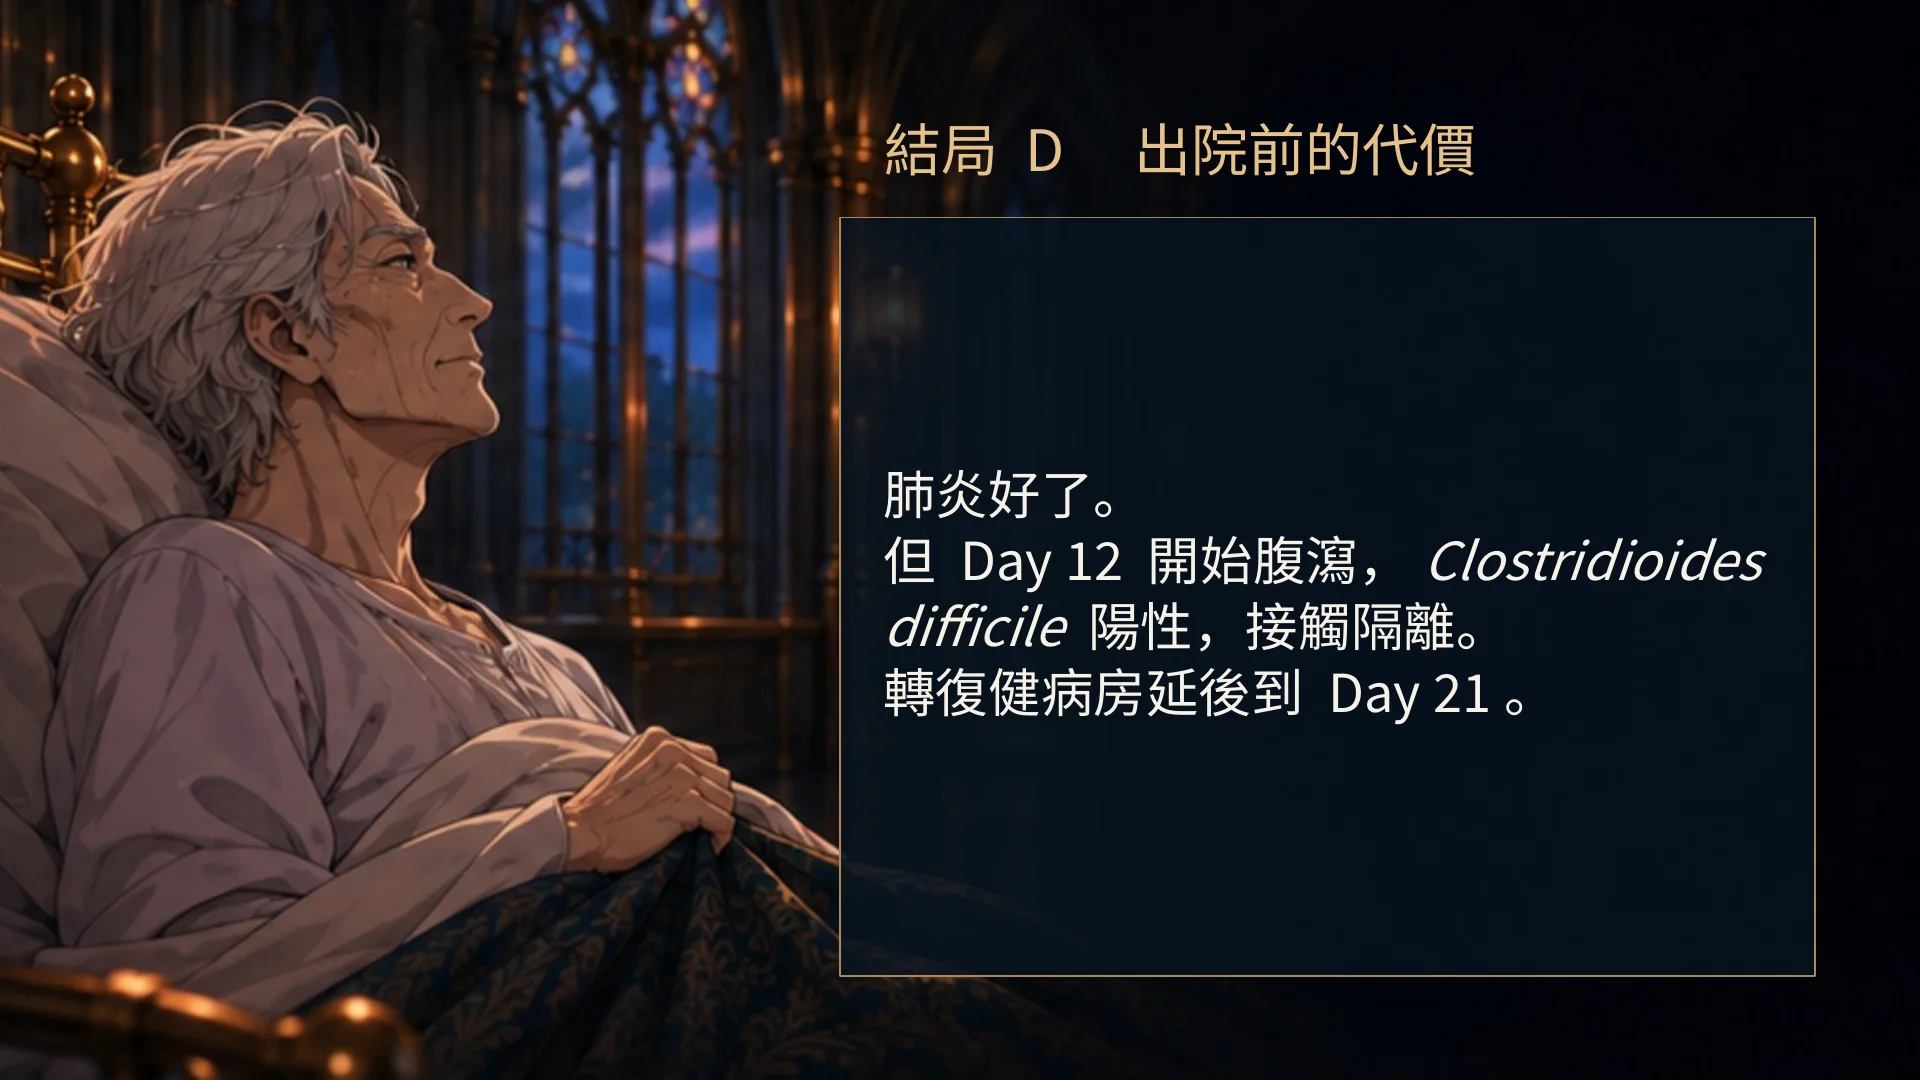 結局 D 出院前的代價
肺炎好了。
但 Day 12 開始腹瀉， Clostridioides
difficile 陽性，接觸隔離。
轉復健病房延後到 Day 21 。